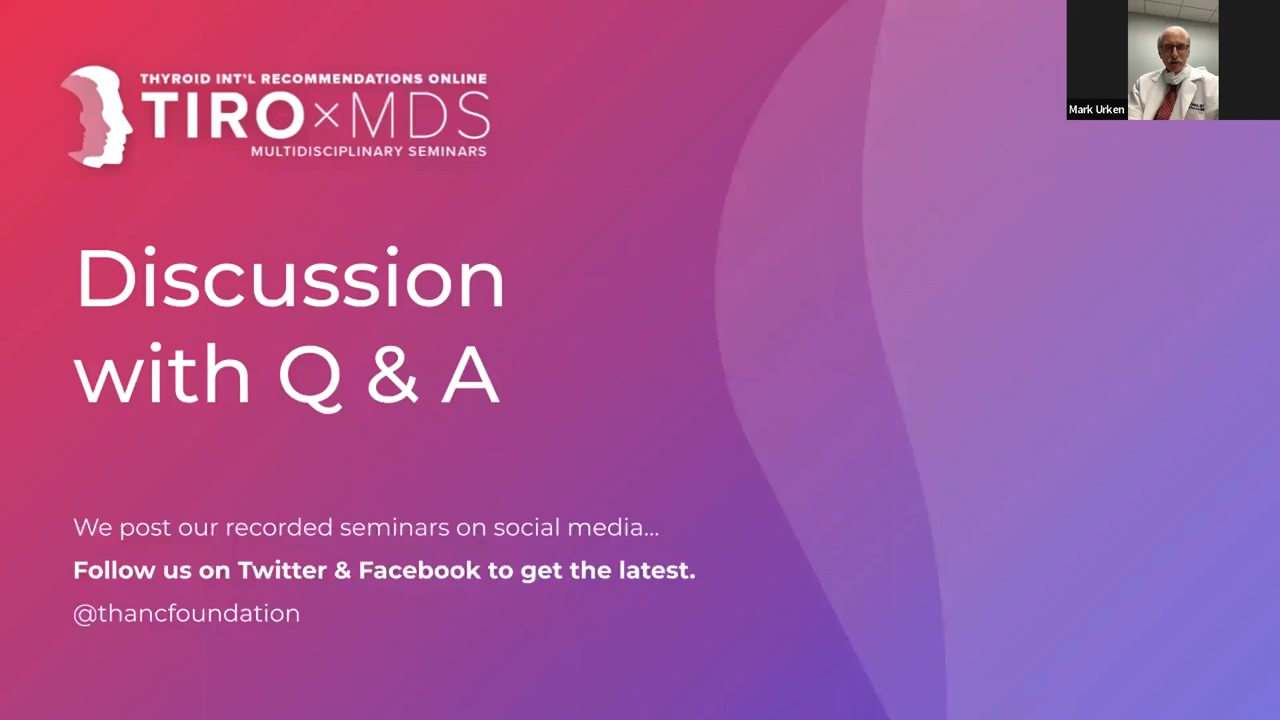 THYROID INT'L RECOMMENDATIONS ONLINE
TIRO×MDS
MULTIDISCIPLINARY SEMINARS
Mark Urken
Discussion
with Q & A
We post our recorded seminars on social media...
Follow us on Twitter & Facebook to get the latest.
@thancfoundation